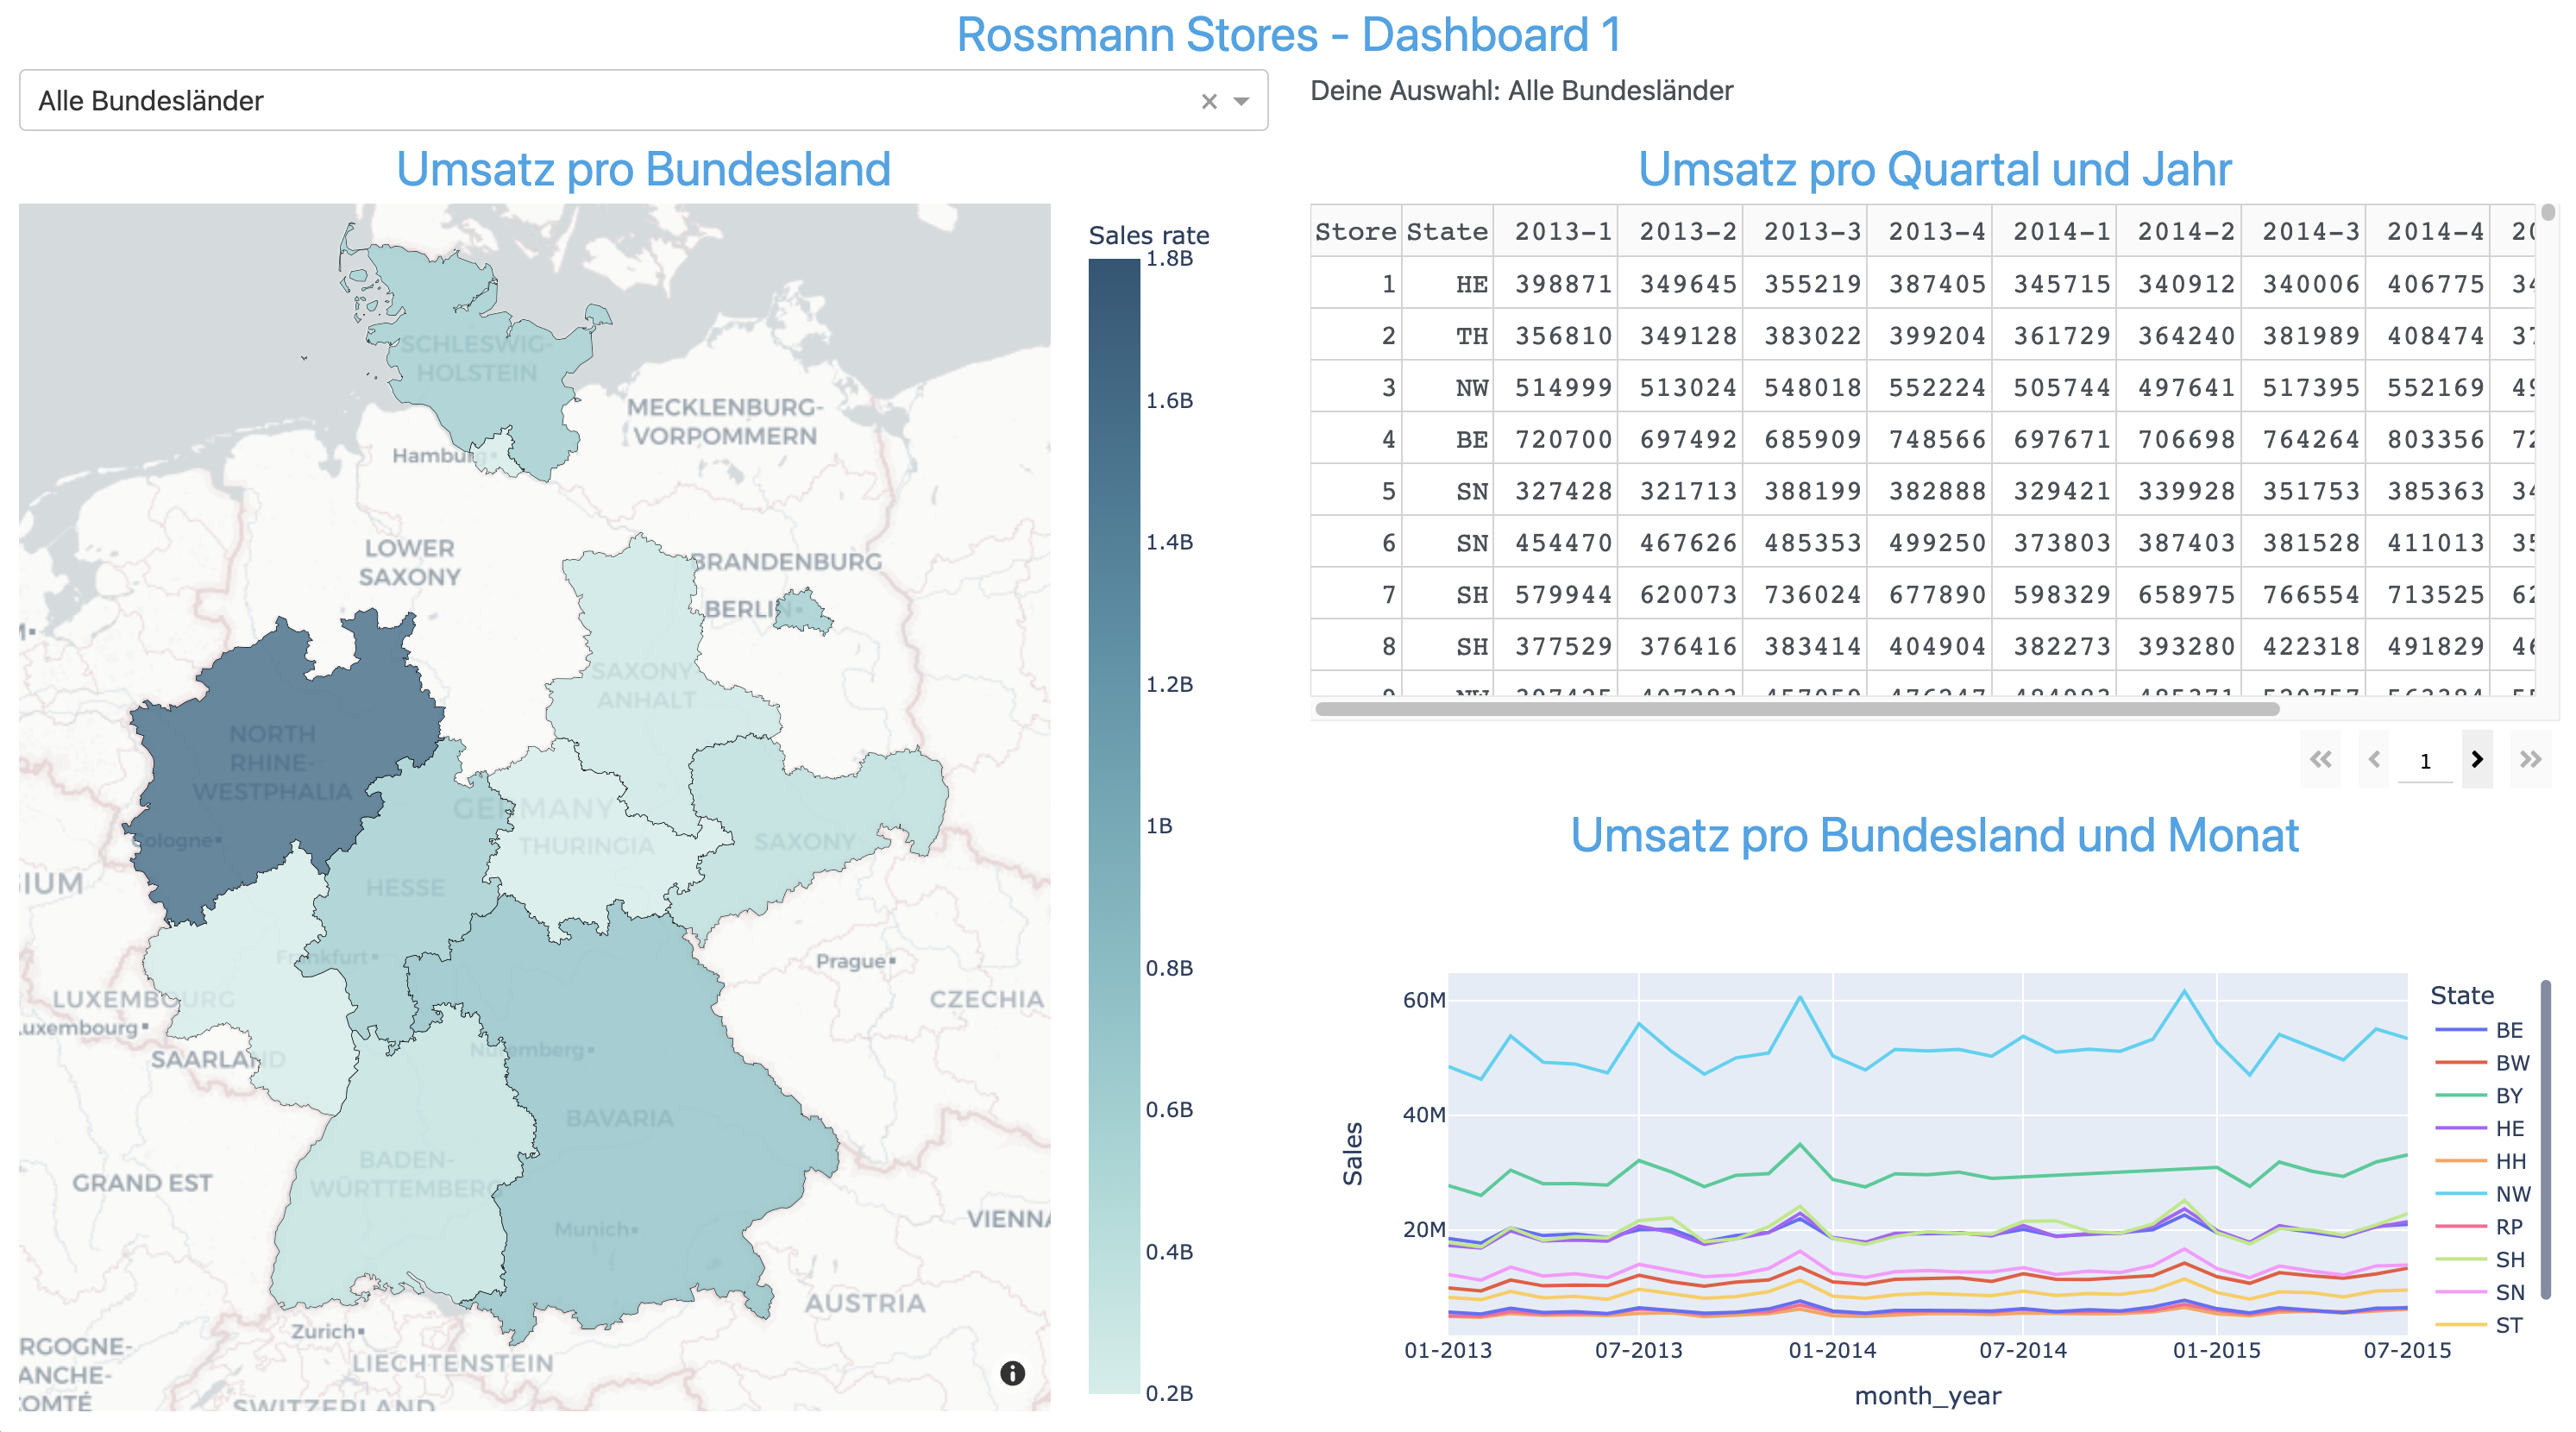 Rossmann Stores - Dashboard 1
Alle Bundesländer
Deine Auswahl: Alle Bundesländer
Umsatz pro Bundesland
SCHLESWIG-
HOLSTEIN
MECKLENBURG-
VORPOMMERN
Hamburg
LOWER
SAXONY
BRANDENBURG
BERLIN
SAXONY-
ANHALT
NORTH
RHINE-
WESTPHALIA
GERMANY
Cologne
THURINGIA
SAXONY
HESSE
IUM
Frankfurt
Prague
LUXEMBOURG
CZECHIA
uxembourg
SAARLAND
Nuremberg
BAVARIA
BADEN-
WÜRTTEMBERG
GRAND EST
Munich
VIENNA
AUSTRIA
Zurich
RGOGNE-
ANCHE-
OMTÉ
LIECHTENSTEIN
SWITZERLAND
Sales rate
1.8B
1.6B
1.4B
1.2B
1B
0.8B
0.6B
0.4B
0.2B
Umsatz pro Quartal und Jahr
Store State 2013-1 2013-2 2013-3 2013-4 2014-1 2014-2 2014-3 2014-4 20
1 HE 398871 349645 355219 387405 345715 340912 340006 406775 34
2 TH 356810 349128 383022 399204 361729 364240 381989 408474 37
3 NW 514999 513024 548018 552224 505744 497641 517395 552169 49
4 BE 720700 697492 685909 748566 697671 706698 764264 803356 72
5 SN 327428 321713 388199 382888 329421 339928 351753 385363 34
6 SN 454470 467626 485353 499250 373803 387403 381528 411013 35
7 SH 579944 620073 736024 677890 598329 658975 766554 713525 62
8 SH 377529 376416 383414 404904 382273 393280 422318 491829 46
1
Umsatz pro Bundesland und Monat
60M
40M
20M
Sales
01-2013 07-2013 01-2014 07-2014 01-2015 07-2015
month_year
State
BE
BW
BY
HE
HH
NW
RP
SH
SN
ST